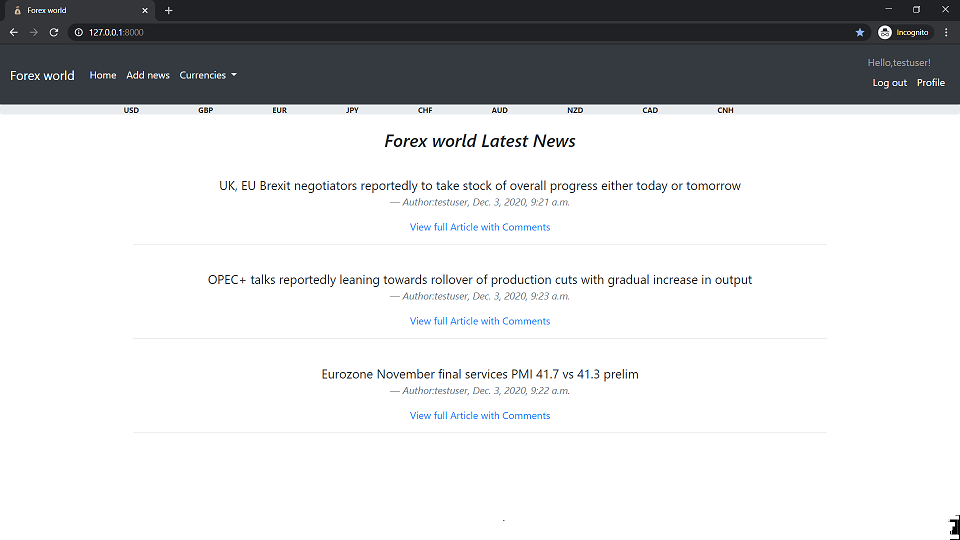 Forex world
127.0.0.1:8000
Incognito
Forex world Home Add news Currencies
Hello,testuser!
Log out Profile
USD GBP EUR JPY CHF AUD NZD CAD CNH
Forex world Latest News
UK, EU Brexit negotiators reportedly to take stock of overall progress either today or tomorrow
— Author:testuser, Dec. 3, 2020, 9:21 a.m.
View full Article with Comments
OPEC+ talks reportedly leaning towards rollover of production cuts with gradual increase in output
— Author:testuser, Dec. 3, 2020, 9:23 a.m.
View full Article with Comments
Eurozone November final services PMI 41.7 vs 41.3 prelim
— Author:testuser, Dec. 3, 2020, 9:22 a.m.
View full Article with Comments